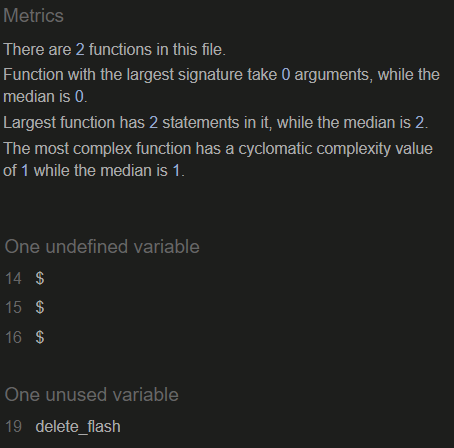 Metrics
There are 2 functions in this file.
Function with the largest signature take 0 arguments, while the
median is 0.
Largest function has 2 statements in it, while the median is 2.
The most complex function has a cyclomatic complexity value
of 1 while the median is 1.
One undefined variable
14 $
15 $
16 $
One unused variable
19 delete_flash